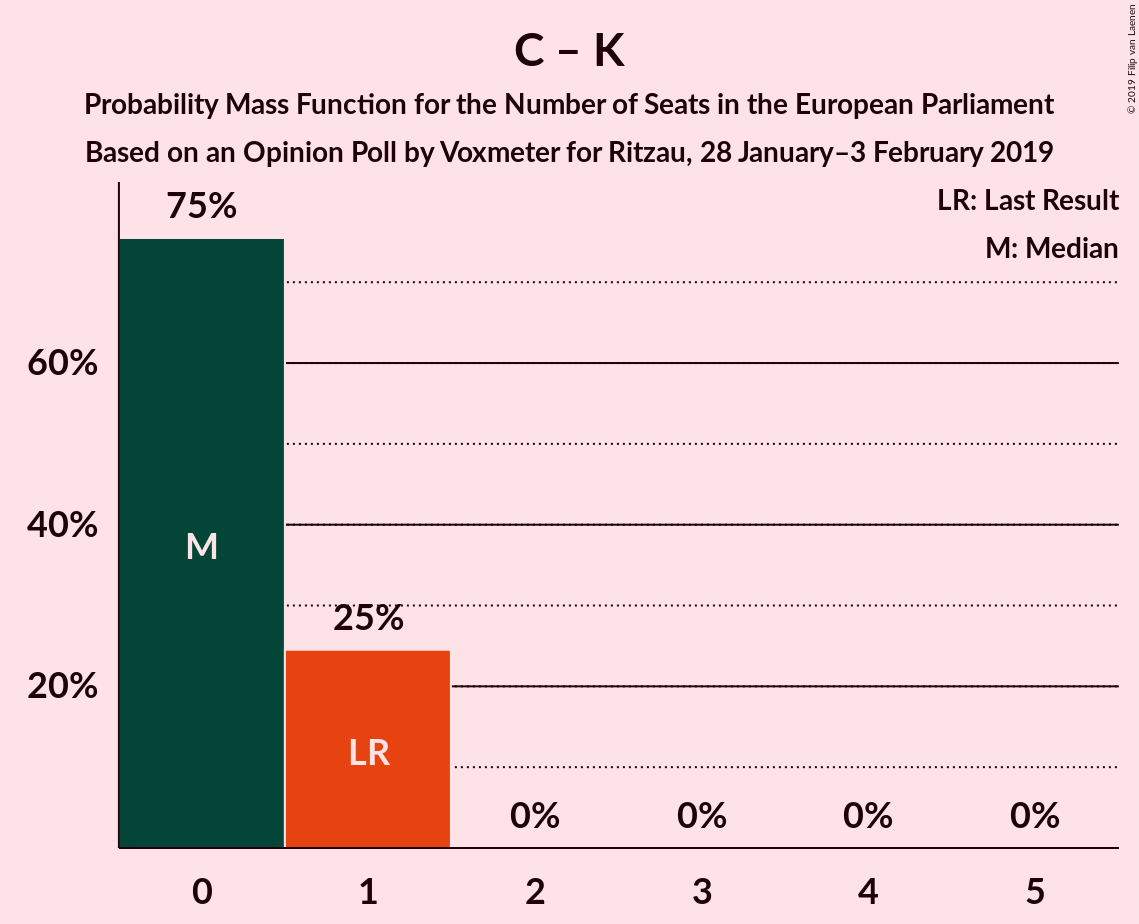 C – K
Probability Mass Function for the Number of Seats in the European Parliament
Based on an Opinion Poll by Voxmeter for Ritzau, 28 January–3 February 2019
© 2019 Filip van Laenen
LR: Last Result
M: Median
75%
60%
40%
M
25%
20%
LR
0% 0% 0% 0%
0 1 2 3 4 5